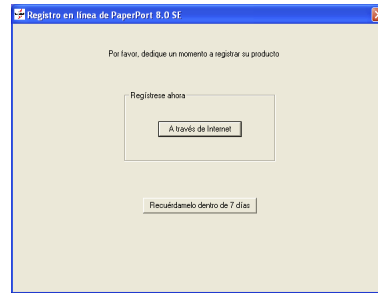 Registro en línea de PaperPort 8.0 SE
Por favor, dedique un momento a registrar su producto
Regístrese ahora
A través de Internet
Recuérdamelo dentro de 7 días